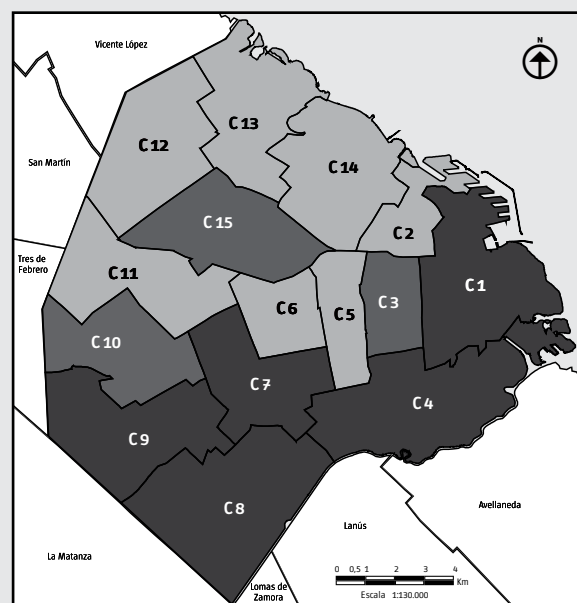 Vicente López
N
C 13
C 12
San Martín
C 14
C 15
C 2
Tres de
Febrero
C 11
C 1
C 6
C 5
C 3
C 10
C 7
C 4
C 9
C 8
Avellaneda
Lanús
La Matanza
0 0,5 1 2 3 4
Km
Lomas de
Zamora
Escala 1:130.000